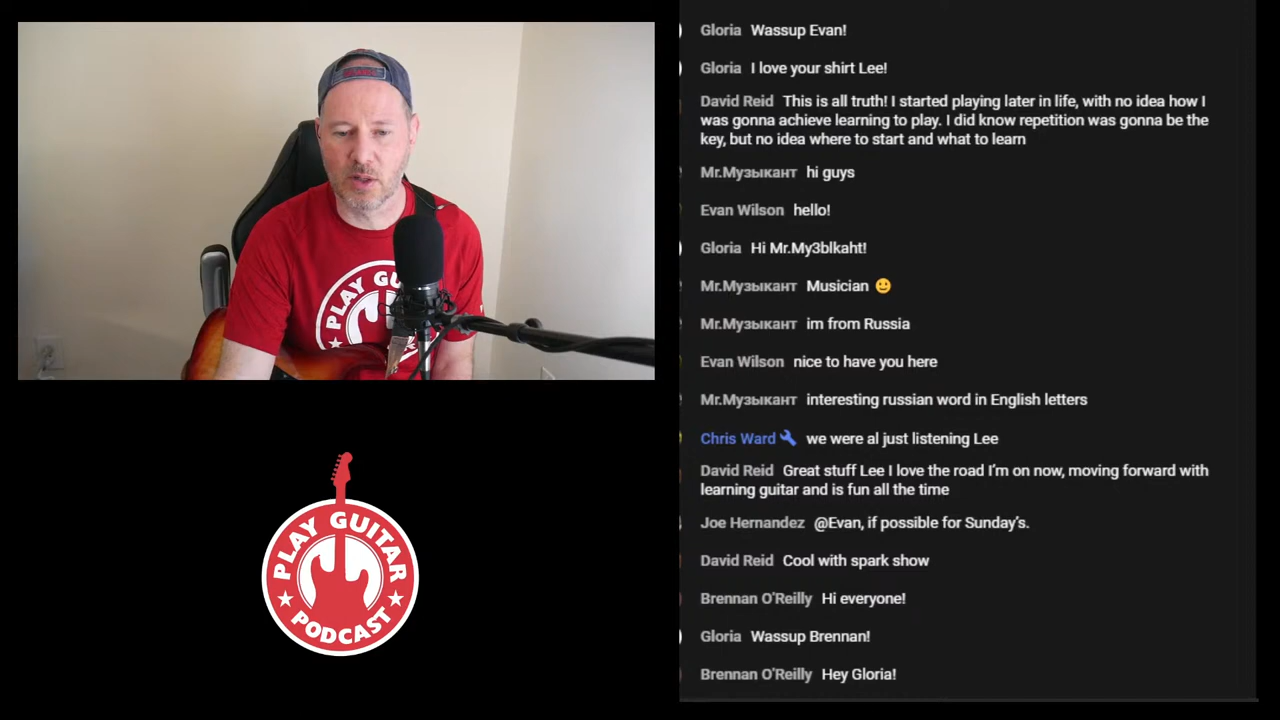 Gloria Wassup Evan!
Gloria I love your shirt Lee!
David Reid This is all truth! I started playing later in life, with no idea how I
was gonna achieve learning to play. I did know repetition was gonna be the
key, but no idea where to start and what to learn
Mr.Музыкант hi guys
Evan Wilson hello!
Gloria Hi Mr.My3blkaht!
Mr.Музыкант Musician 🙂
Mr.Музыкант im from Russia
Evan Wilson nice to have you here
Mr.Музыкант interesting russian word in English letters
Chris Ward we were al just listening Lee
David Reid Great stuff Lee I love the road I'm on now, moving forward with
learning guitar and is fun all the time
Joe Hernandez @Evan, if possible for Sunday's.
David Reid Cool with spark show
Brennan O'Reilly Hi everyone!
Gloria Wassup Brennan!
Brennan O'Reilly Hey Gloria!
PLAY GU
PLAY GUITAR
PODCAST